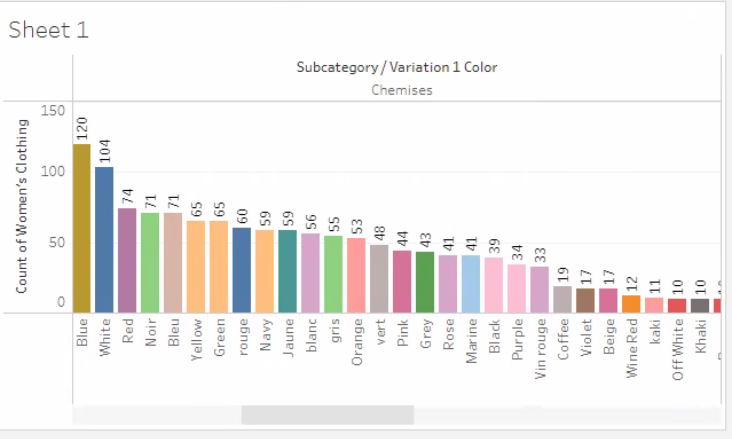 Sheet 1
Subcategory / Variation 1 Color
Chemises
Count of Women's Clothing
150
100
50
0
120
104
74
71
71
65
65
60
59
59
56
55
53
48
44
43
41
41
39
34
33
19
17
17
12
11
10
10
Blue
White
Red
Noir
Bleu
Yellow
Green
rouge
Navy
Jaune
blanc
gris
Orange
vert
Pink
Grey
Rose
Marine
Black
Purple
Vin rouge
Coffee
Violet
Beige
Wine Red
kaki
Off White
Khaki